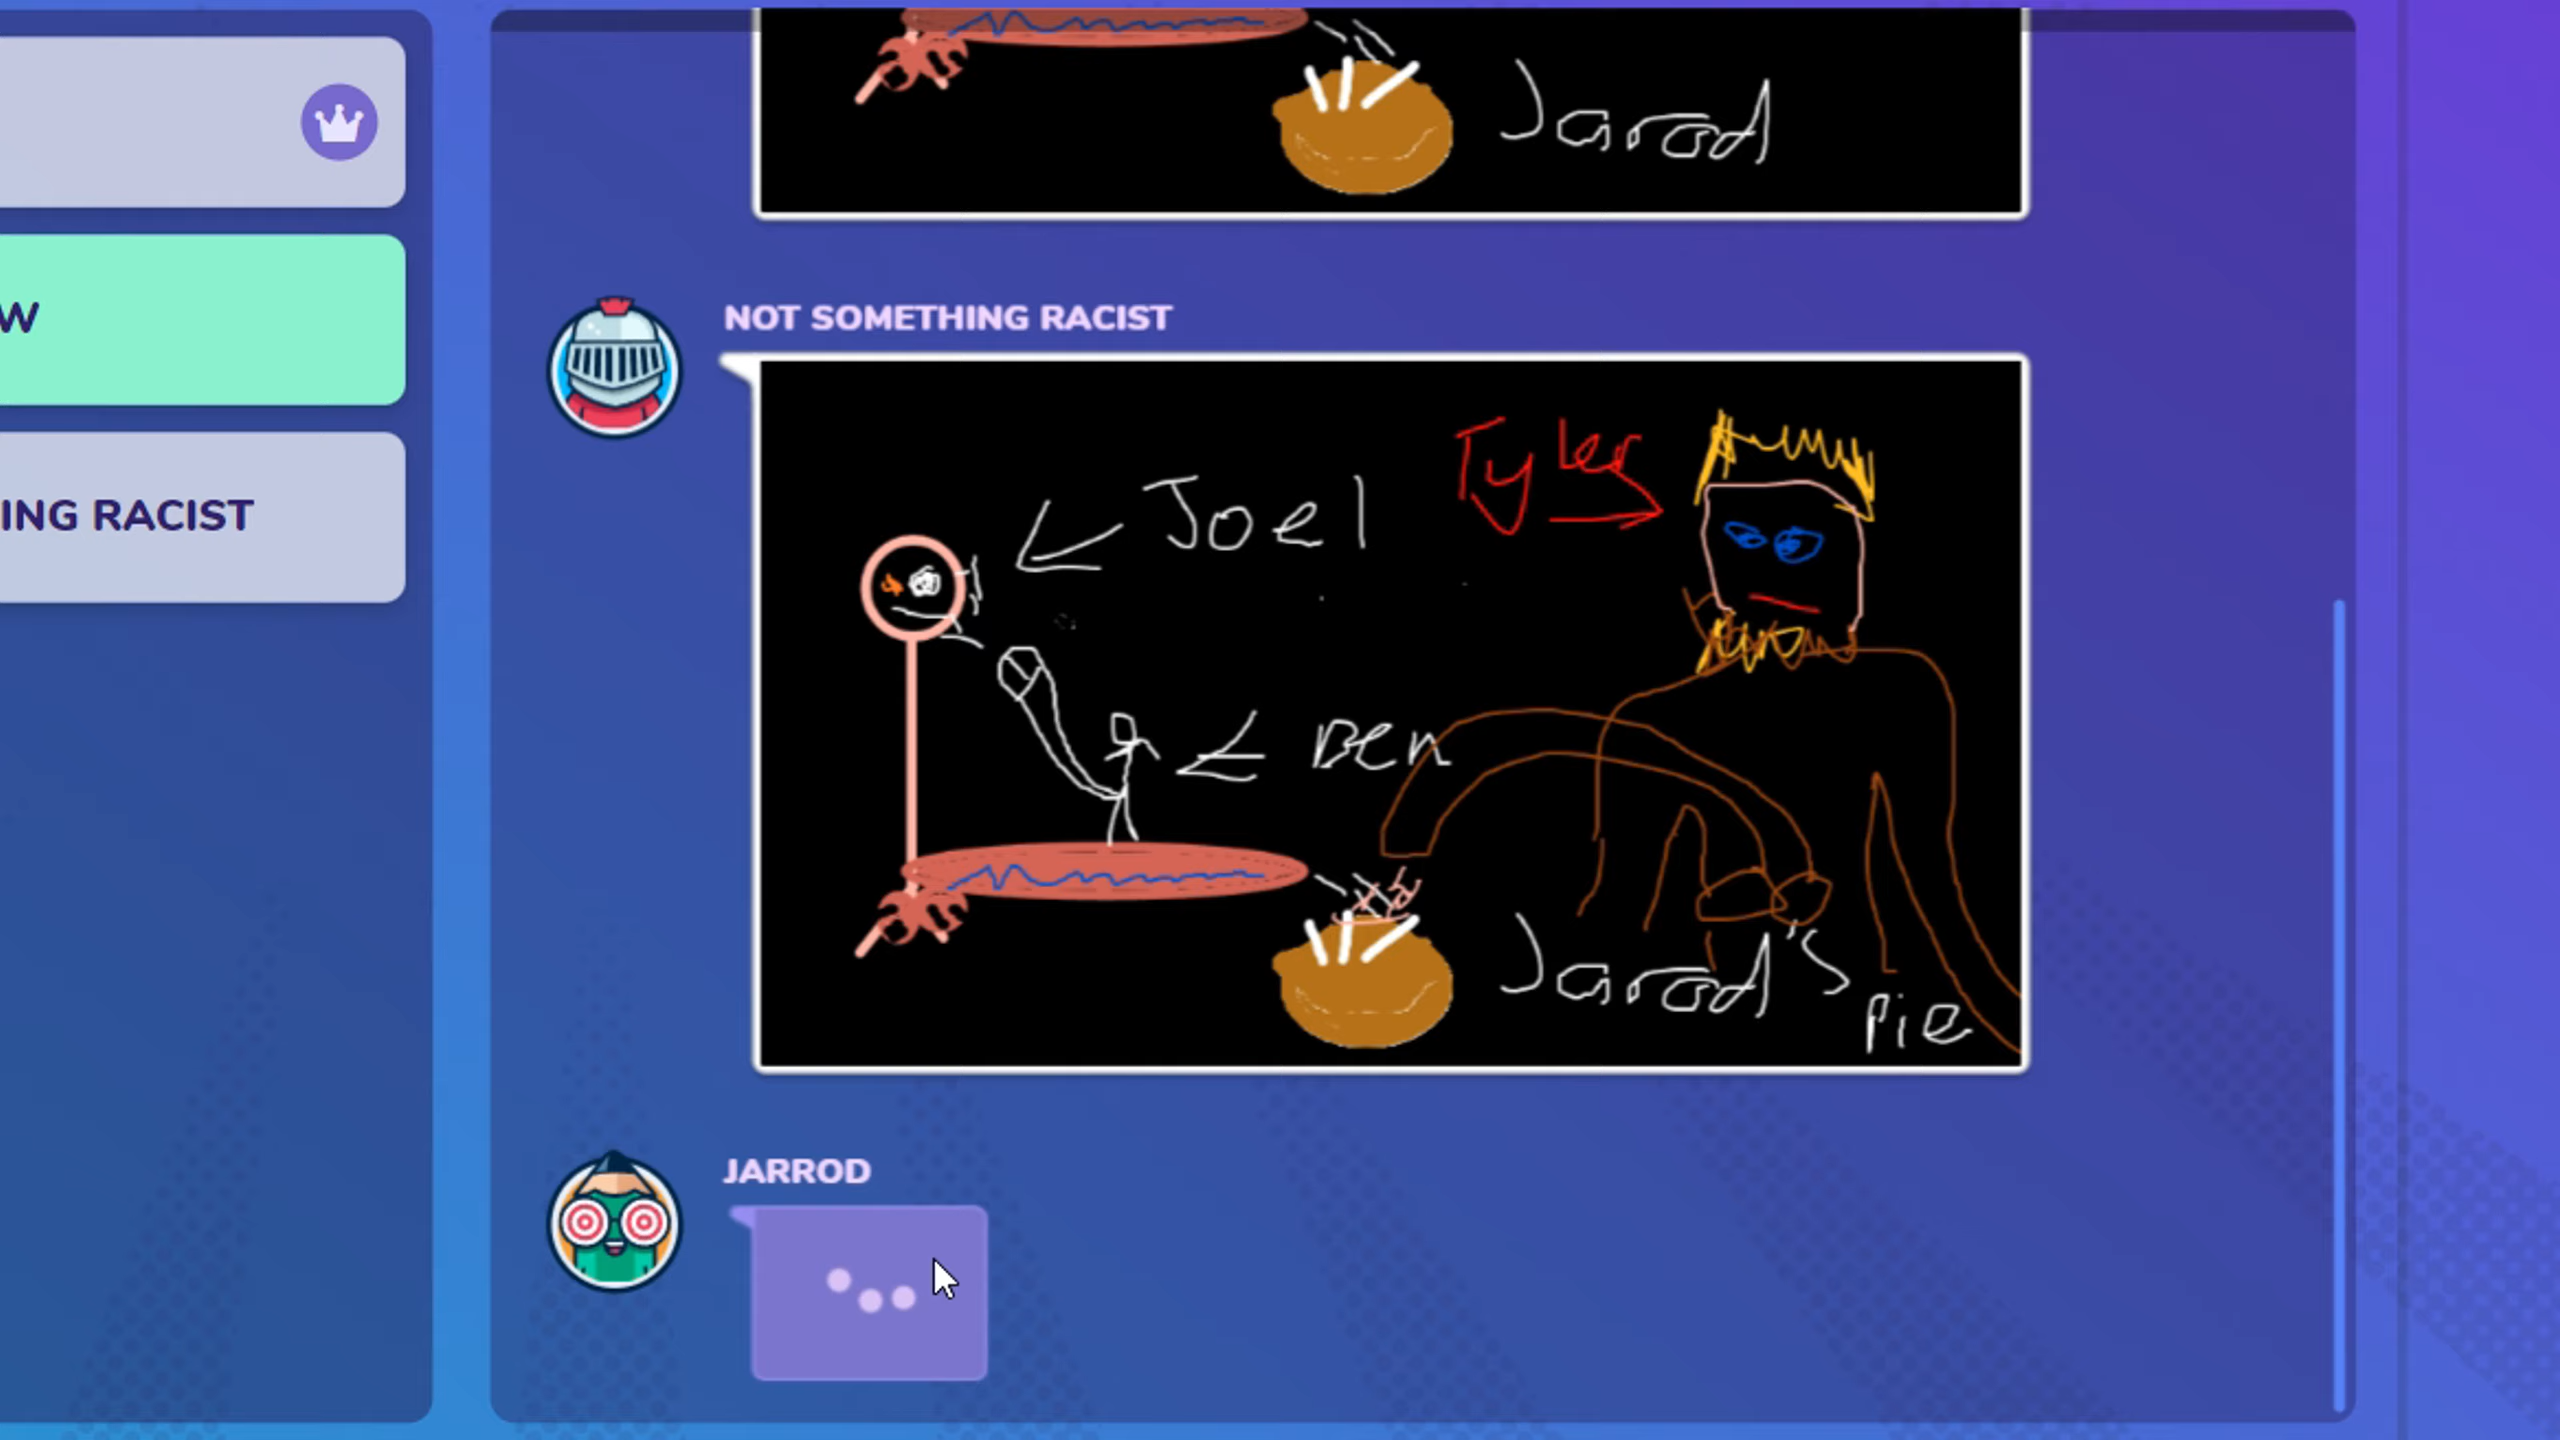 Jarod
W
NOT SOMETHING RACIST
ING RACIST
Tyler
Joel
Ben
Jarod's
pie
JARROD